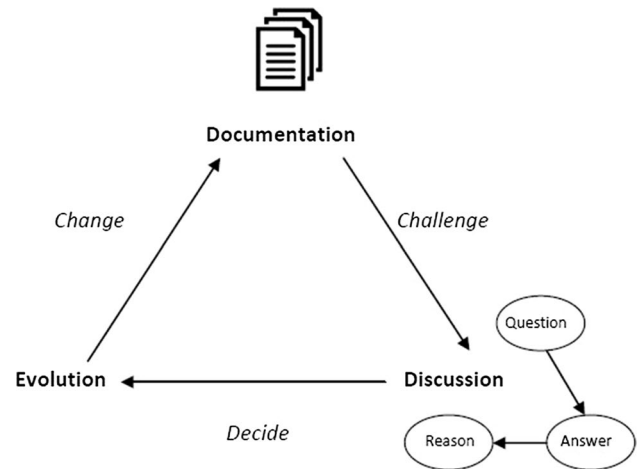 Documentation
Change
Challenge
Question
Evolution
Discussion
Decide
Reason
Answer